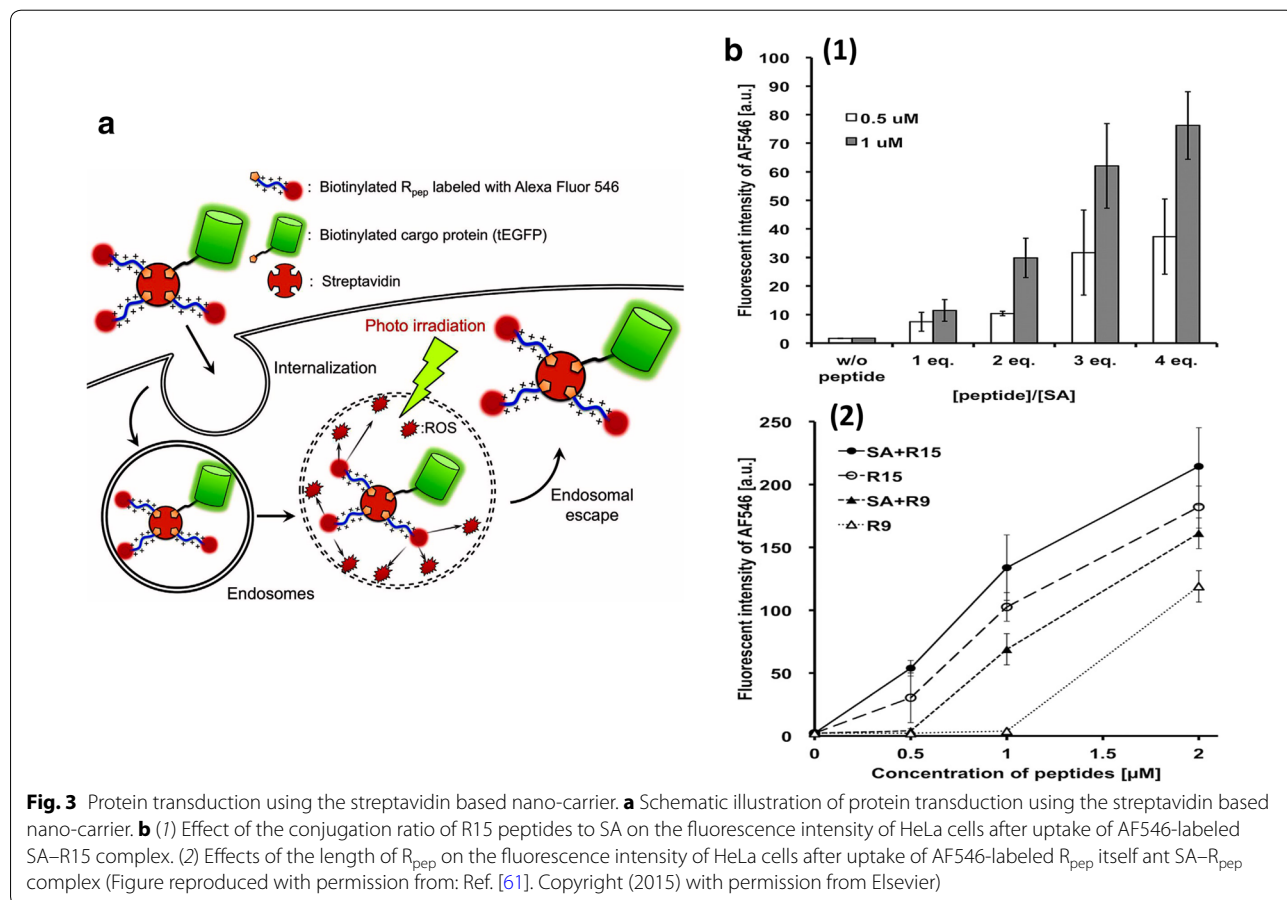 a
: Biotinylated Rpep labeled with Alexa Fluor 546
: Biotinylated cargo protein (tEGFP)
: Streptavidin
Photo irradiation
Internalization
:ROS
Endosomal
escape
Endosomes
b (1)
Fluorescent intensity of AF546 [a.u.]
100
90
80
70
60
50
40
30
20
10
0
0.5 uM
1 uM
w/o
peptide
1 eq.
2 eq.
3 eq.
4 eq.
[peptide]/[SA]
(2)
Fluorescent intensity of AF546 [a.u.]
250
200
150
100
50
0
SA+R15
R15
SA+R9
R9
0
0.5
1
1.5
2
Concentration of peptides [µM]
Fig. 3 Protein transduction using the streptavidin based nano-carrier. a Schematic illustration of protein transduction using the streptavidin based
nano-carrier. b (1) Effect of the conjugation ratio of R15 peptides to SA on the fluorescence intensity of HeLa cells after uptake of AF546-labeled
SA–R15 complex. (2) Effects of the length of Rpep on the fluorescence intensity of HeLa cells after uptake of AF546-labeled Rpep itself ant SA–Rpep
complex (Figure reproduced with permission from: Ref. [61]. Copyright (2015) with permission from Elsevier)